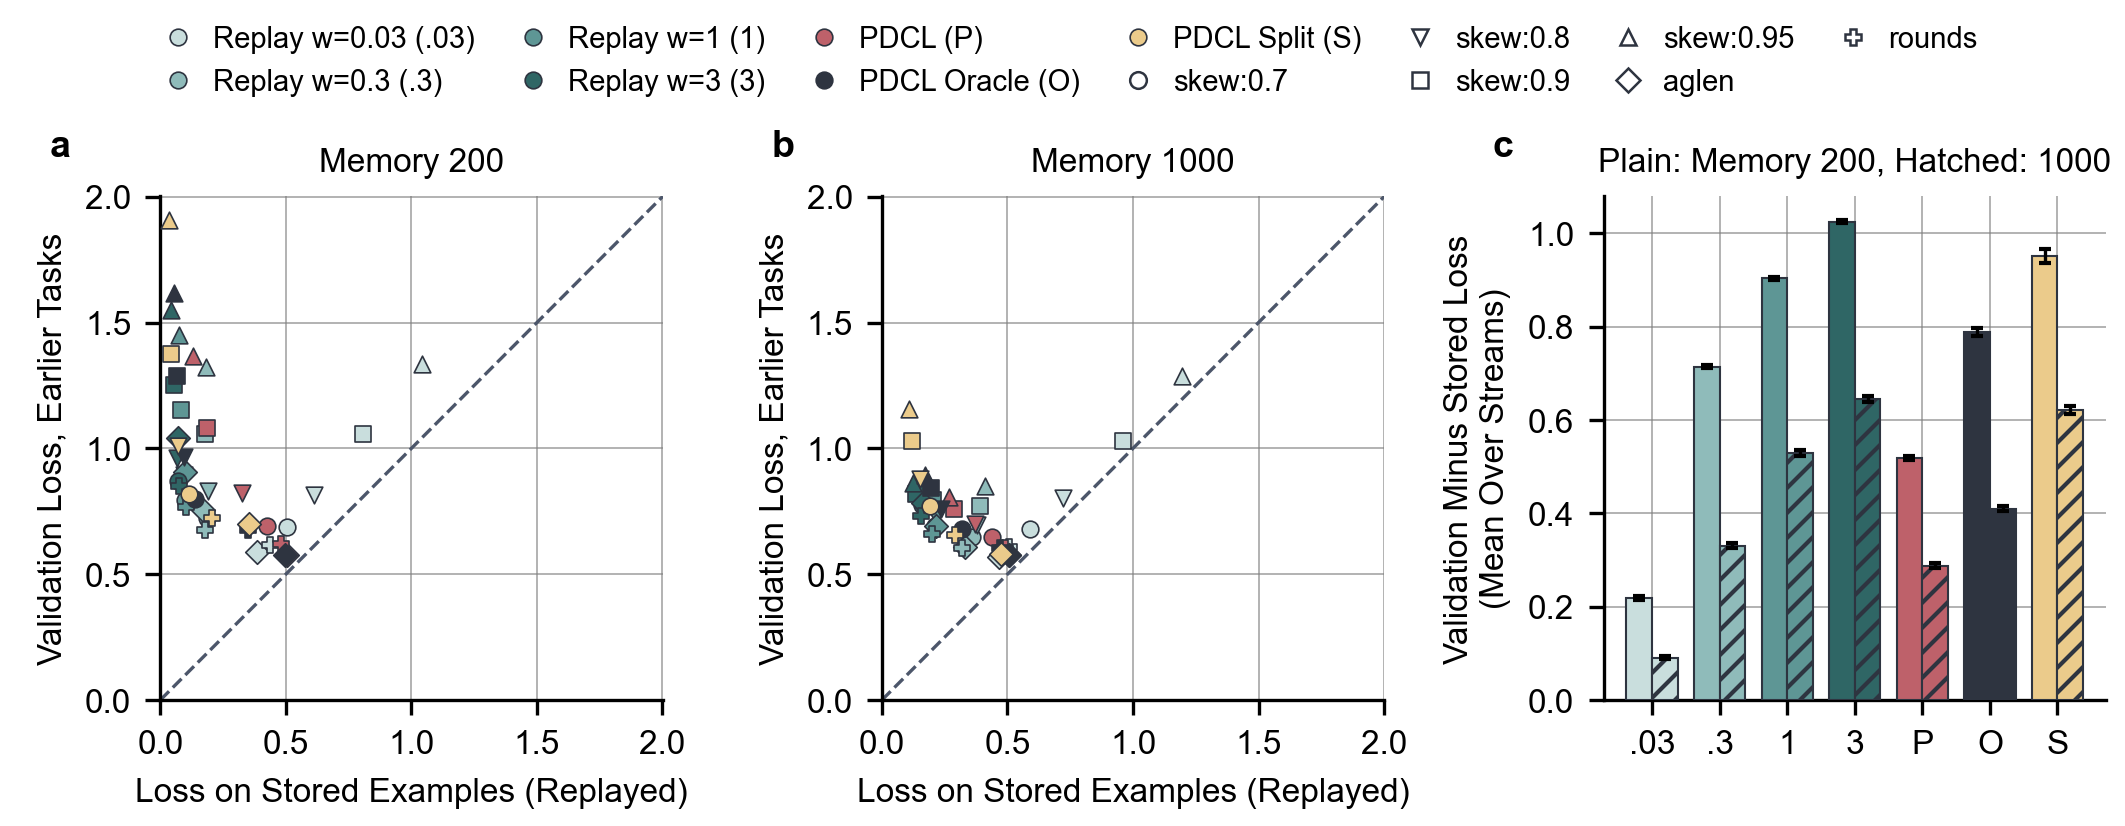 Replay w=0.03 (.03)
Replay w=1 (1)
PDCL (P)
PDCL Split (S)
skew:0.8
skew:0.95
rounds
Replay w=0.3 (.3)
Replay w=3 (3)
PDCL Oracle (O)
skew:0.7
skew:0.9
aglen
a
Memory 200
2.0
1.5
1.0
0.5
0.0
Validation Loss, Earlier Tasks
0.0 0.5 1.0 1.5 2.0
Loss on Stored Examples (Replayed)
b
Memory 1000
2.0
1.5
1.0
0.5
0.0
Validation Loss, Earlier Tasks
0.0 0.5 1.0 1.5 2.0
Loss on Stored Examples (Replayed)
c
Plain: Memory 200, Hatched: 1000
1.0
0.8
0.6
0.4
0.2
0.0
Validation Minus Stored Loss
(Mean Over Streams)
.03 .3 1 3 P O S